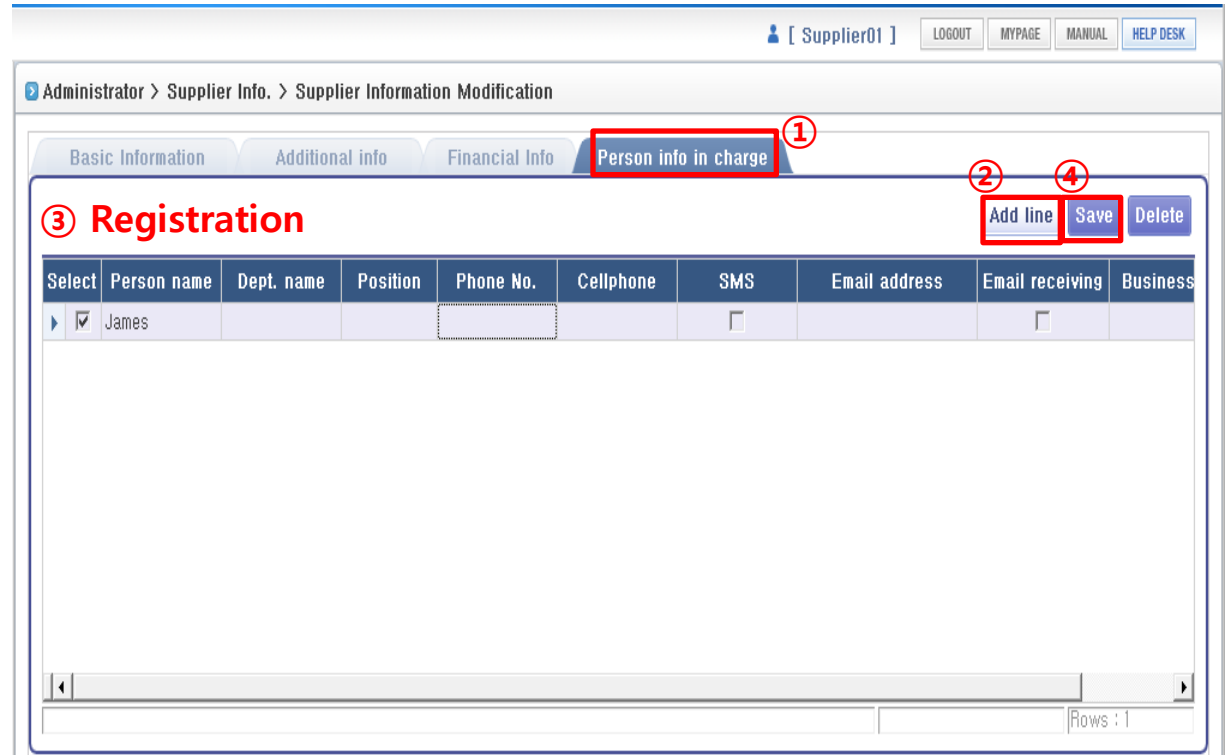 [ Supplier01 ] LOGOUT MYPAGE MANUAL HELP DESK
Administrator > Supplier Info. > Supplier Information Modification
①
Basic Information Additional info Financial Info Person info in charge
② ④
③ Registration
Add line Save Delete
Select Person name Dept. name Position Phone No. Cellphone SMS Email address Email receiving Business
James
Rows : 1